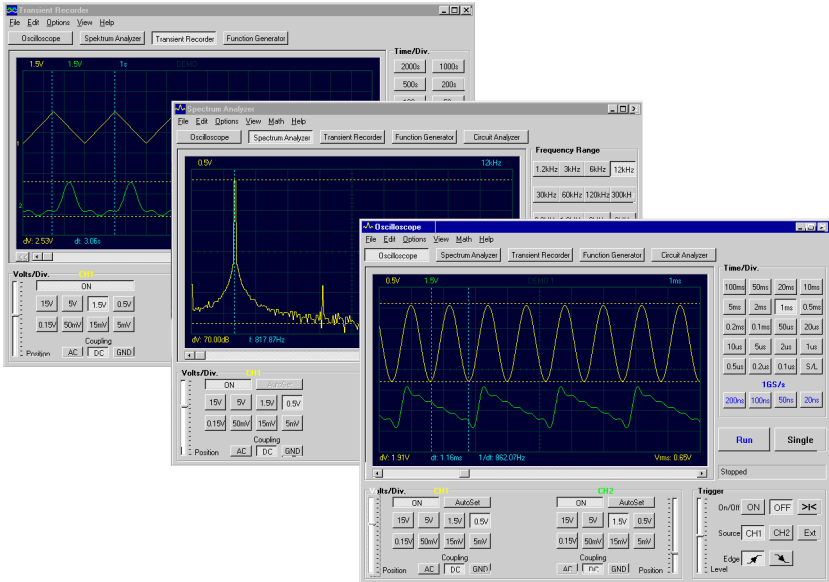 Transient Recorder
File Edit Options View Help
Oscilloscope Spektrum Analyzer Transient Recorder Function Generator
1.5V 1.5V 1s DEMO
Time/Div.
2000s 1000s
500s 200s
1
2
dV: 2.53V dt: 3.06s
Volts/Div. CH1
ON
15V 5V 1.5V 0.5V
0.15V 50mV 15mV 5mV
Coupling
Position AC DC GND
Spectrum Analyzer
File Edit Options View Math Help
Oscilloscope Spectrum Analyzer Transient Recorder Function Generator Circuit Analyzer
0.5V 12kHz
Frequency Range
1.2kHz 3kHz 6kHz 12kHz
30kHz 60kHz 120kHz 300kH
dV: 70.00dB f: 817.87Hz
Volts/Div. CH1
ON AutoSet
15V 5V 1.5V 0.5V
0.15V 50mV 15mV 5mV
Coupling
Position AC DC GND
Oscilloscope
File Edit Options View Math Help
Oscilloscope Spektrum Analyzer Transient Recorder Function Generator Circuit Analyzer
0.5V 1.5V DEMO 1 1ms
Time/Div.
100ms 50ms 20ms 10ms
5ms 2ms 1ms 0.5ms
0.2ms 0.1ms 50us 20us
10us 5us 2us 1us
0.5us 0.2us 0.1us S/L
1GS/s
200ns 100ns 50ns 20ns
Run Single
Stopped
dV: 1.91V dt: 1.16ms 1/dt: 862.07Hz Vrms: 0.65V
Volts/Div. CH1
ON AutoSet
15V 5V 1.5V 0.5V
0.15V 50mV 15mV 5mV
Coupling
Position AC DC GND
CH2
ON AutoSet
15V 5V 1.5V 0.5V
0.15V 50mV 15mV 5mV
Coupling
AC DC GND Position
Trigger
On/Off ON OFF
Source CH1 CH2 Ext
Edge
Level